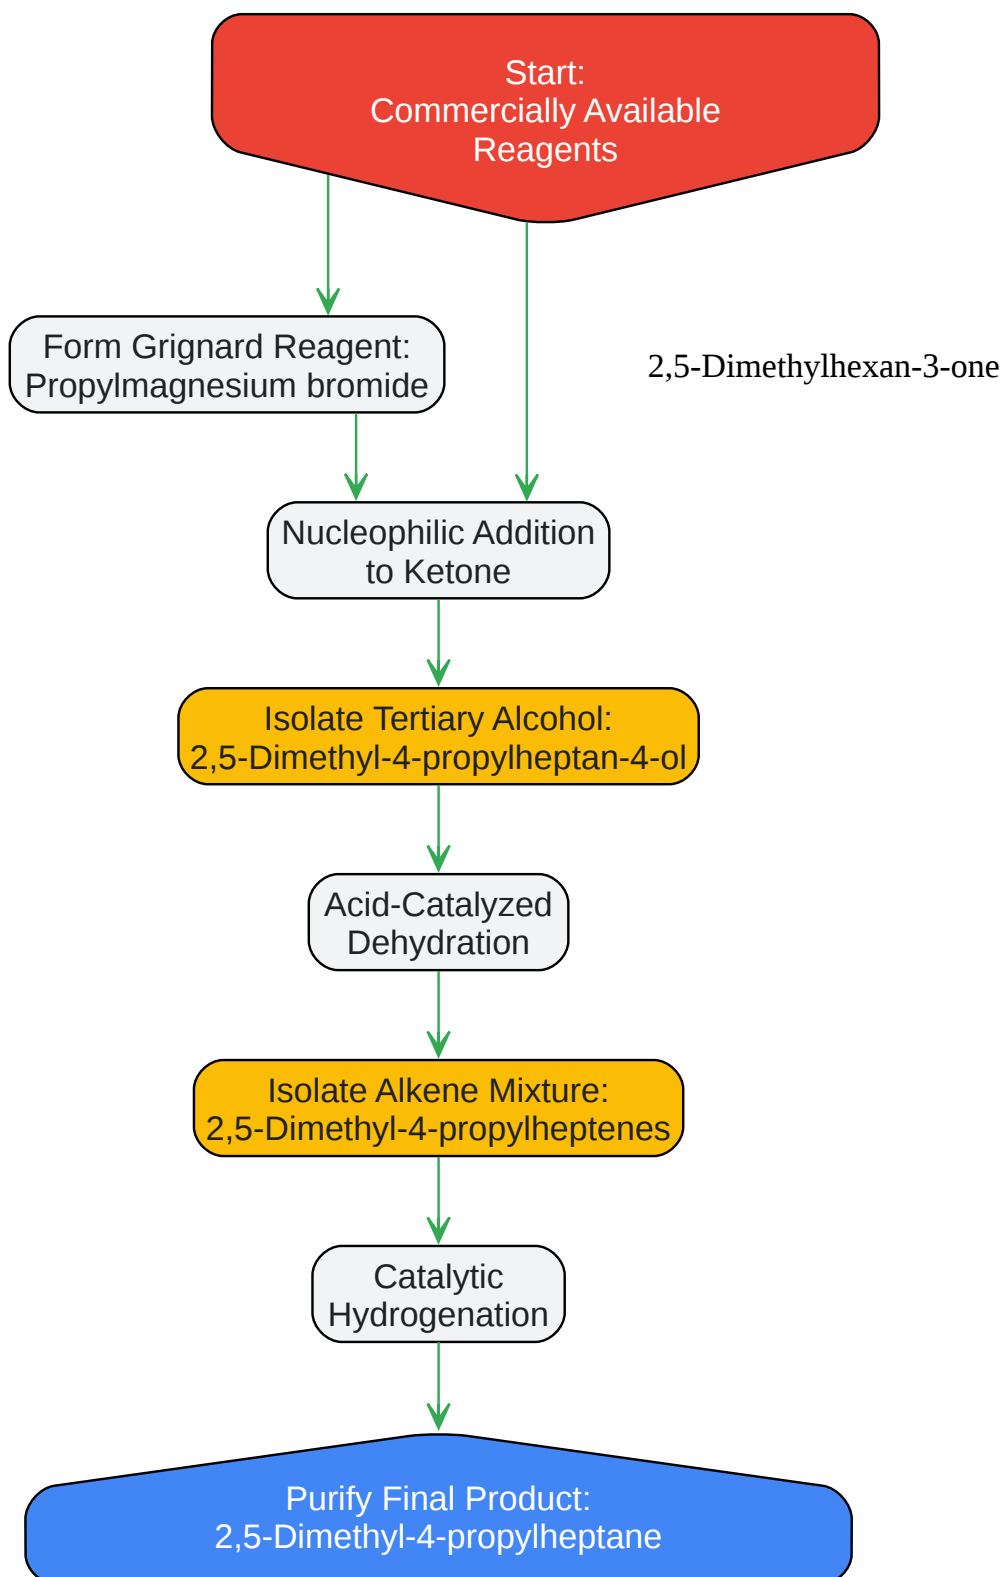 Start:
Commercially Available
Reagents
Form Grignard Reagent:
Propylmagnesium bromide
2,5-Dimethylhexan-3-one
Nucleophilic Addition
to Ketone
Isolate Tertiary Alcohol:
2,5-Dimethyl-4-propylheptan-4-ol
Acid-Catalyzed
Dehydration
Isolate Alkene Mixture:
2,5-Dimethyl-4-propylheptenes
Catalytic
Hydrogenation
Purify Final Product:
2,5-Dimethyl-4-propylheptane